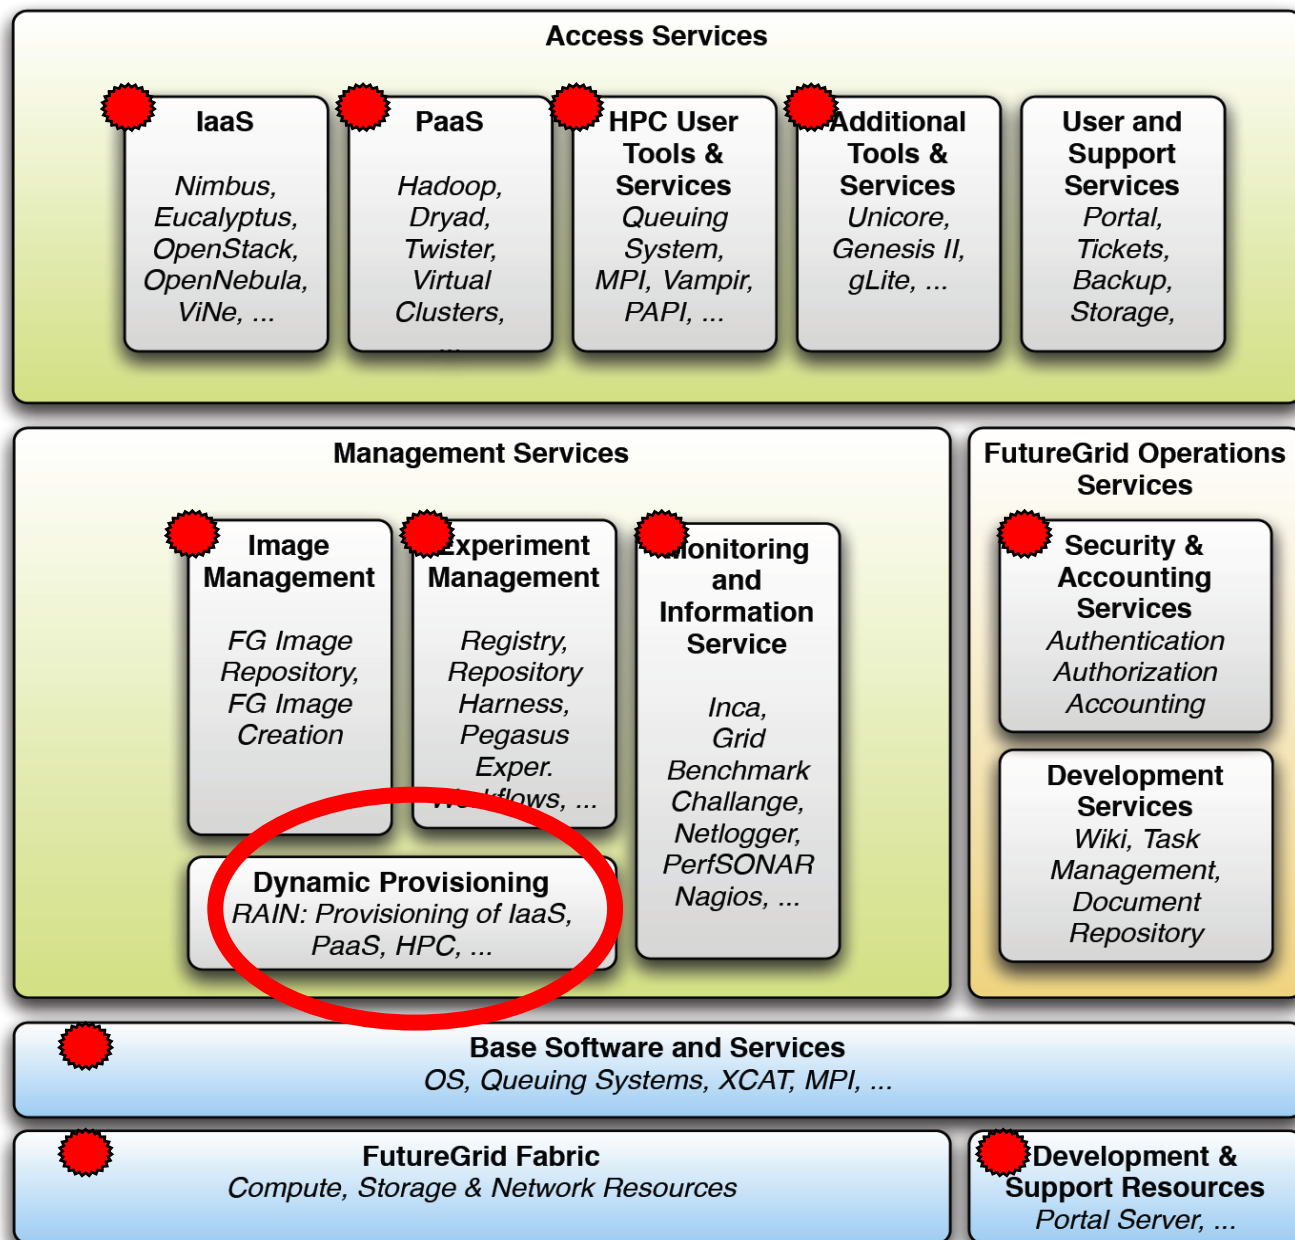 Access Services
IaaS
Nimbus,
Eucalyptus,
OpenStack,
OpenNebula,
ViNe, ...
PaaS
Hadoop,
Dryad,
Twister,
Virtual
Clusters,
...
HPC User
Tools &
Services
Queuing
System,
MPI, Vampir,
PAPI, ...
Additional
Tools &
Services
Unicore,
Genesis II,
gLite, ...
User and
Support
Services
Portal,
Tickets,
Backup,
Storage,
Management Services
Image
Management
FG Image
Repository,
FG Image
Creation
Experiment
Management
Registry,
Repository
Harness,
Pegasus
Exper.
Workflows, ...
Monitoring
and
Information
Service
Inca,
Grid
Benchmark
Challange,
Netlogger,
PerfSONAR
Nagios, ...
Dynamic Provisioning
RAIN: Provisioning of IaaS,
PaaS, HPC, ...
FutureGrid Operations
Services
Security &
Accounting
Services
Authentication
Authorization
Accounting
Development
Services
Wiki, Task
Management,
Document
Repository
Base Software and Services
OS, Queuing Systems, XCAT, MPI, ...
FutureGrid Fabric
Compute, Storage & Network Resources
Development &
Support Resources
Portal Server, ...